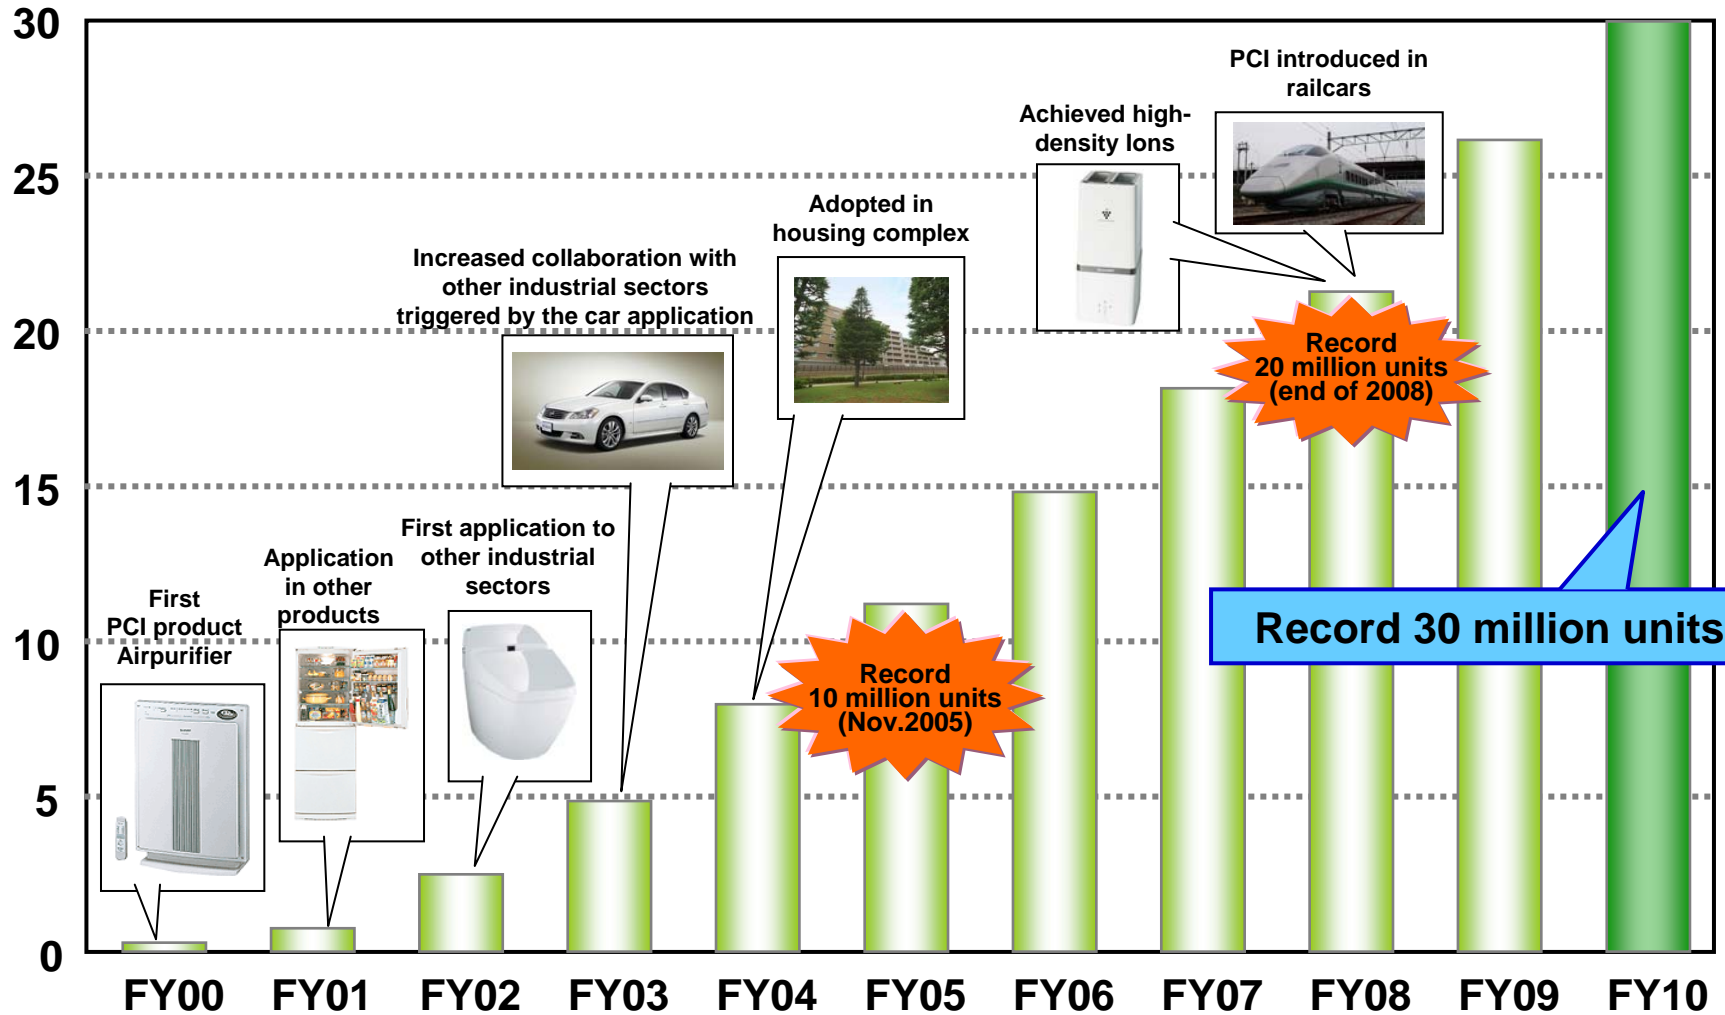 30
25
20
15
10
5
0
First
PCI product
Airpurifier
Application
in other
products
First application to
other industrial
sectors
Increased collaboration with
other industrial sectors
triggered by the car application
Adopted in
housing complex
Achieved high-
density Ions
PCI introduced in
railcars
Record
10 million units
(Nov.2005)
Record
20 million units
(end of 2008)
Record 30 million units
FY00 FY01 FY02 FY03 FY04 FY05 FY06 FY07 FY08 FY09 FY10